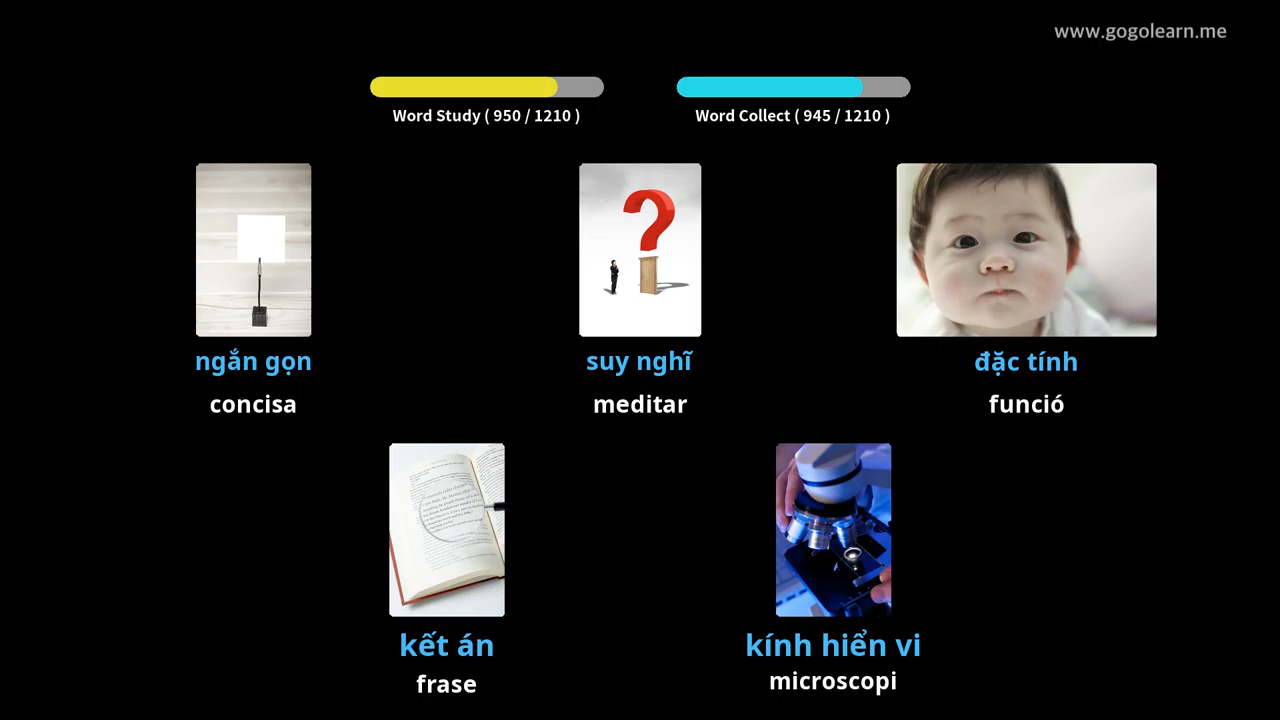 www.gogolearn.me
Word Study ( 950 / 1210 )
Word Collect ( 945 / 1210 )
ngắn gọn
concisa
suy nghĩ
meditar
đặc tính
funció
kết án
frase
kính hiển vi
microscopi